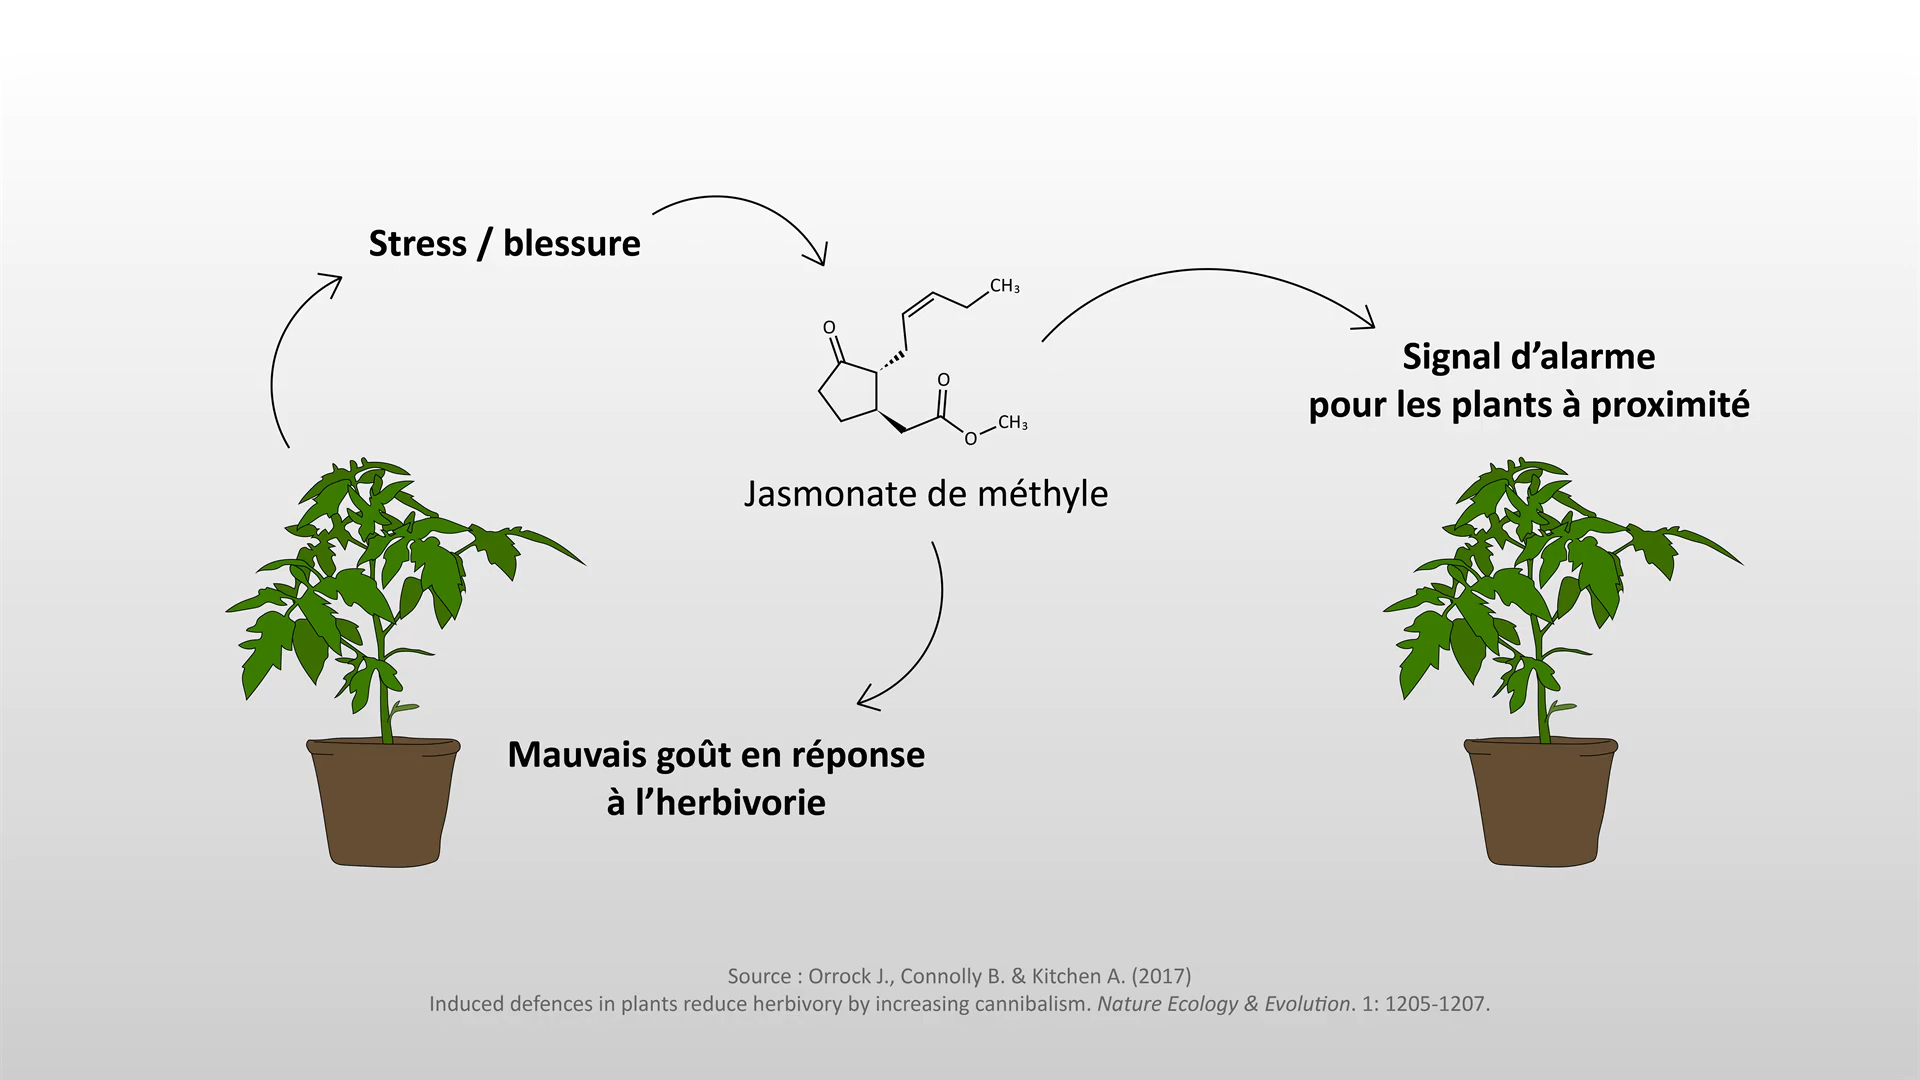 Stress / blessure
CH₃
O
O
CH₃
O
Signal d’alarme
pour les plants à proximité
Jasmonate de méthyle
Mauvais goût en réponse
à l’herbivorie
Source : Orrock J., Connolly B. & Kitchen A. (2017)
Induced defences in plants reduce herbivory by increasing cannibalism. Nature Ecology & Evolution. 1: 1205-1207.